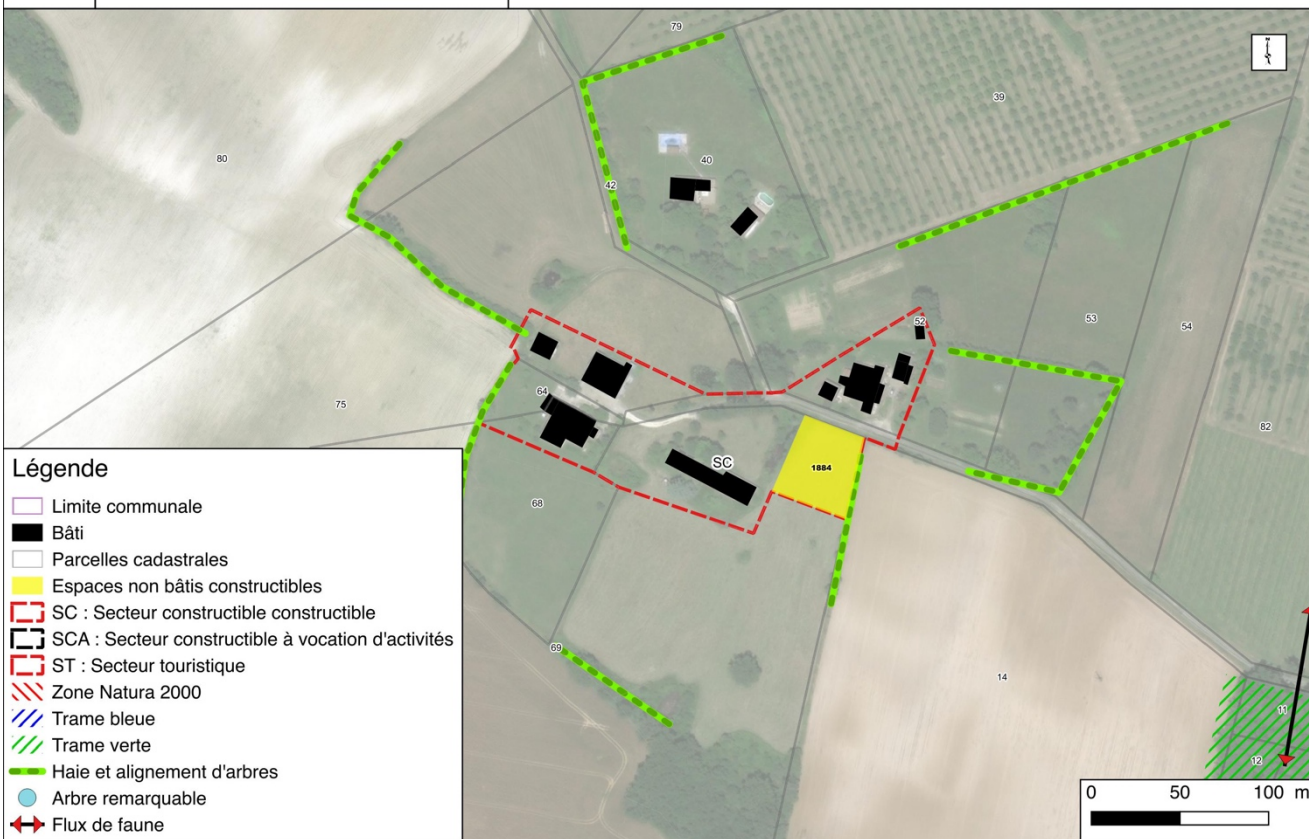 79
39
80
40
42
52
53
54
64
75
82
SC
1884
68
69
14
11
12
N
Légende
Limite communale
Bâti
Parcelles cadastrales
Espaces non bâtis constructibles
SC : Secteur constructible constructible
SCA : Secteur constructible à vocation d'activités
ST : Secteur touristique
Zone Natura 2000
Trame bleue
Trame verte
Haie et alignement d'arbres
Arbre remarquable
Flux de faune
0 50 100 m